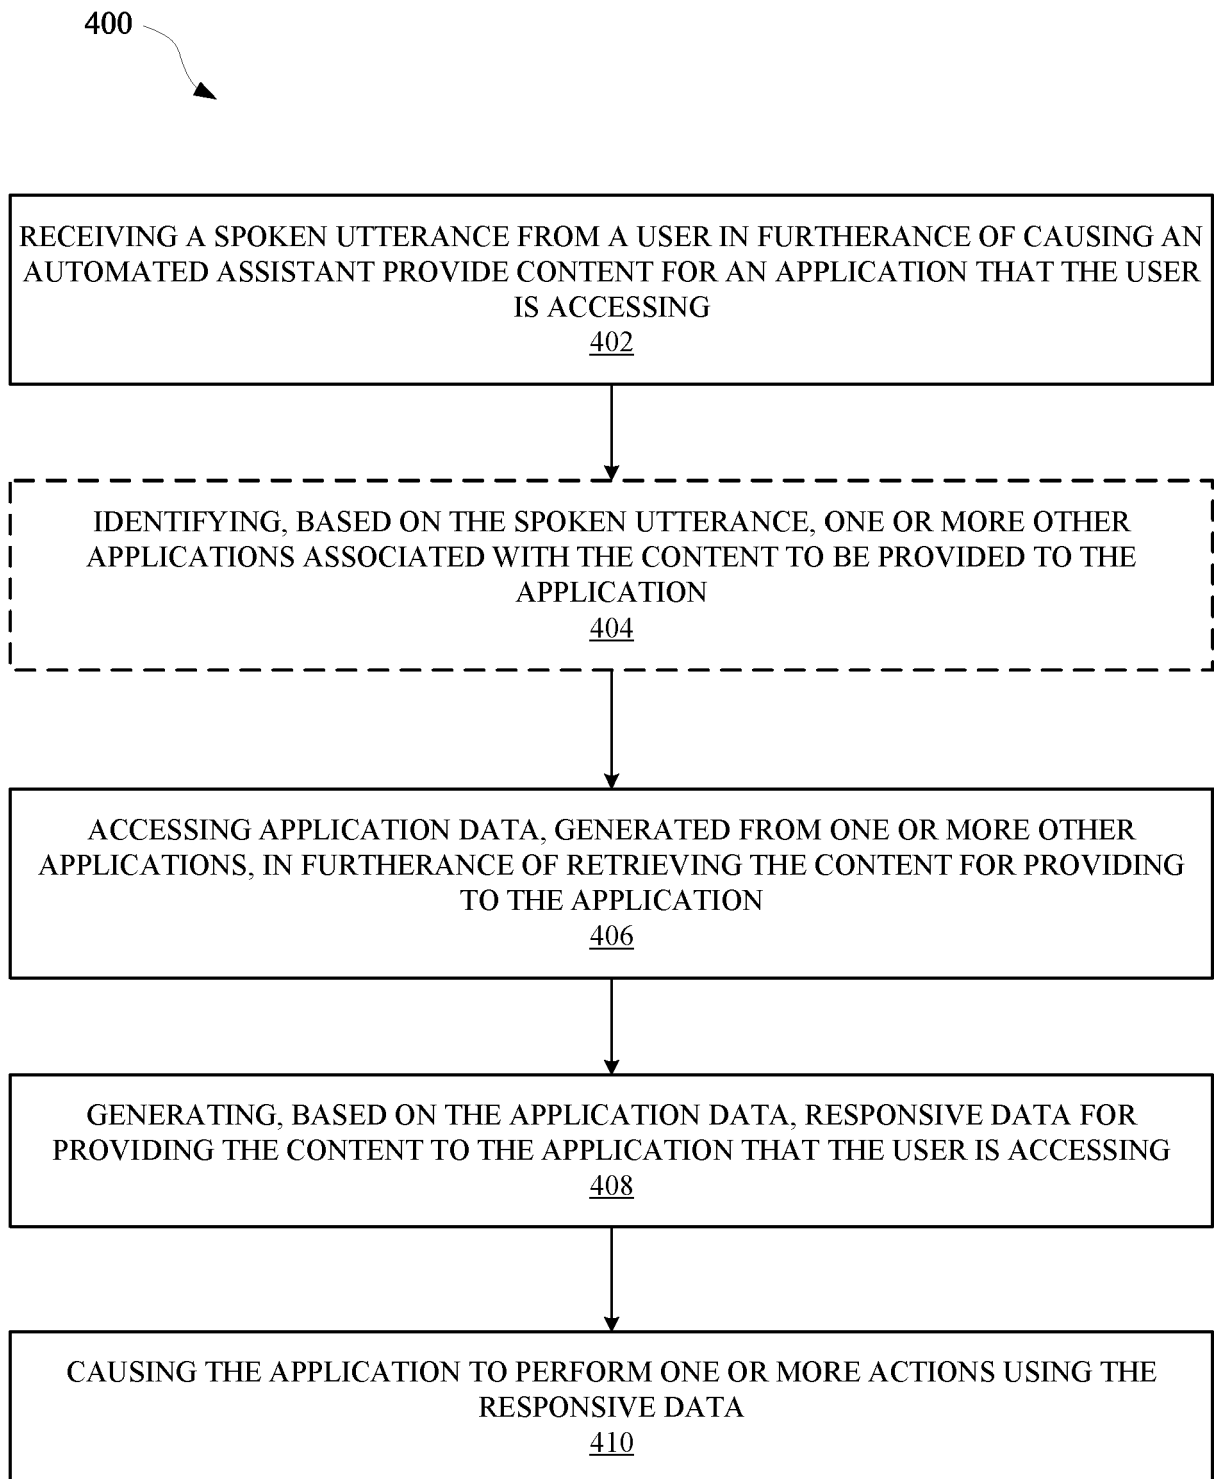 400
RECEIVING A SPOKEN UTTERANCE FROM A USER IN FURTHERANCE OF CAUSING AN
AUTOMATED ASSISTANT PROVIDE CONTENT FOR AN APPLICATION THAT THE USER
IS ACCESSING
402
IDENTIFYING, BASED ON THE SPOKEN UTTERANCE, ONE OR MORE OTHER
APPLICATIONS ASSOCIATED WITH THE CONTENT TO BE PROVIDED TO THE
APPLICATION
404
ACCESSING APPLICATION DATA, GENERATED FROM ONE OR MORE OTHER
APPLICATIONS, IN FURTHERANCE OF RETRIEVING THE CONTENT FOR PROVIDING
TO THE APPLICATION
406
GENERATING, BASED ON THE APPLICATION DATA, RESPONSIVE DATA FOR
PROVIDING THE CONTENT TO THE APPLICATION THAT THE USER IS ACCESSING
408
CAUSING THE APPLICATION TO PERFORM ONE OR MORE ACTIONS USING THE
RESPONSIVE DATA
410